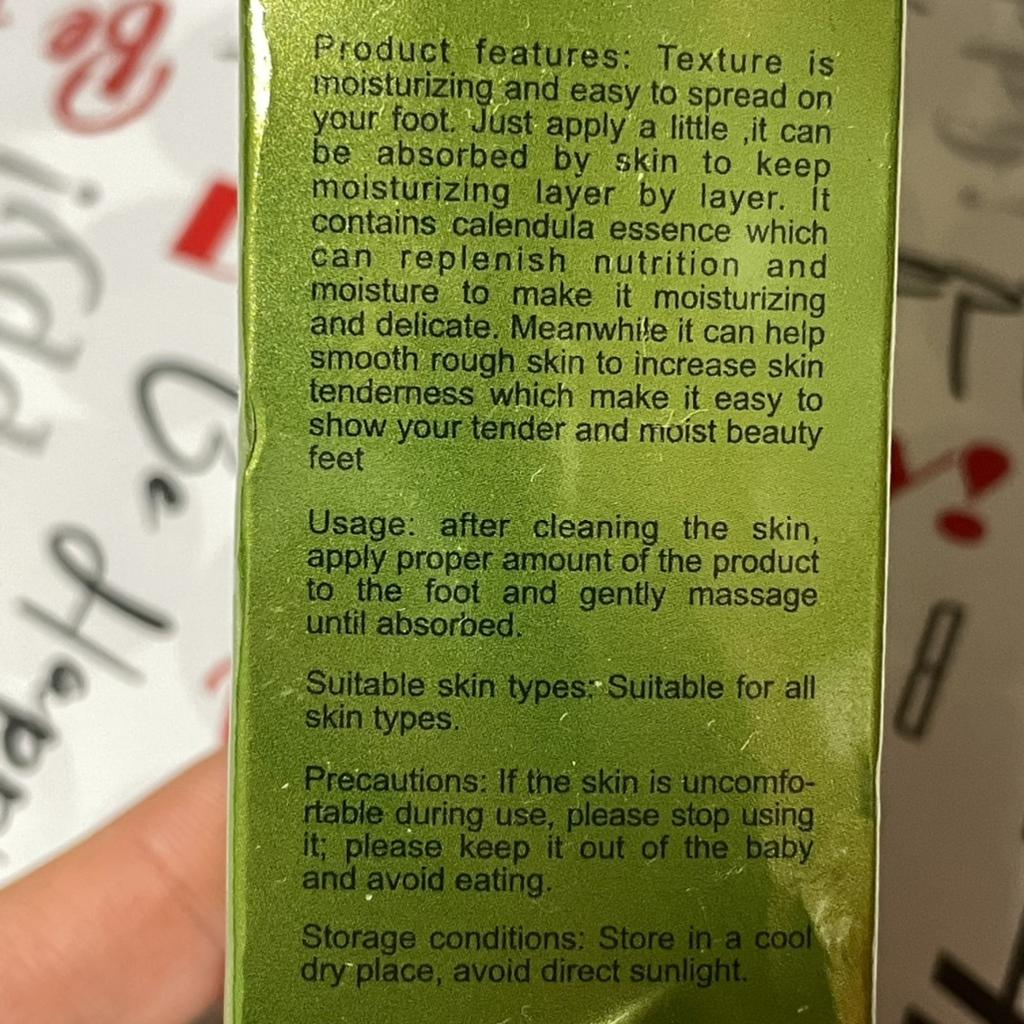 Product features: Texture is
moisturizing and easy to spread on
your foot. Just apply a little ,it can
be absorbed by skin to keep
moisturizing layer by layer. It
contains calendula essence which
can replenish nutrition and
moisture to make it moisturizing
and delicate. Meanwhile it can help
smooth rough skin to increase skin
tenderness which make it easy to
show your tender and moist beauty
feet
Usage: after cleaning the skin,
apply proper amount of the product
to the foot and gently massage
until absorbed.
Suitable skin types: Suitable for all
skin types.
Precautions: If the skin is uncomfo-
rtable during use, please stop using
it; please keep it out of the baby
and avoid eating.
Storage conditions: Store in a cool
dry place, avoid direct sunlight.
Be
Be